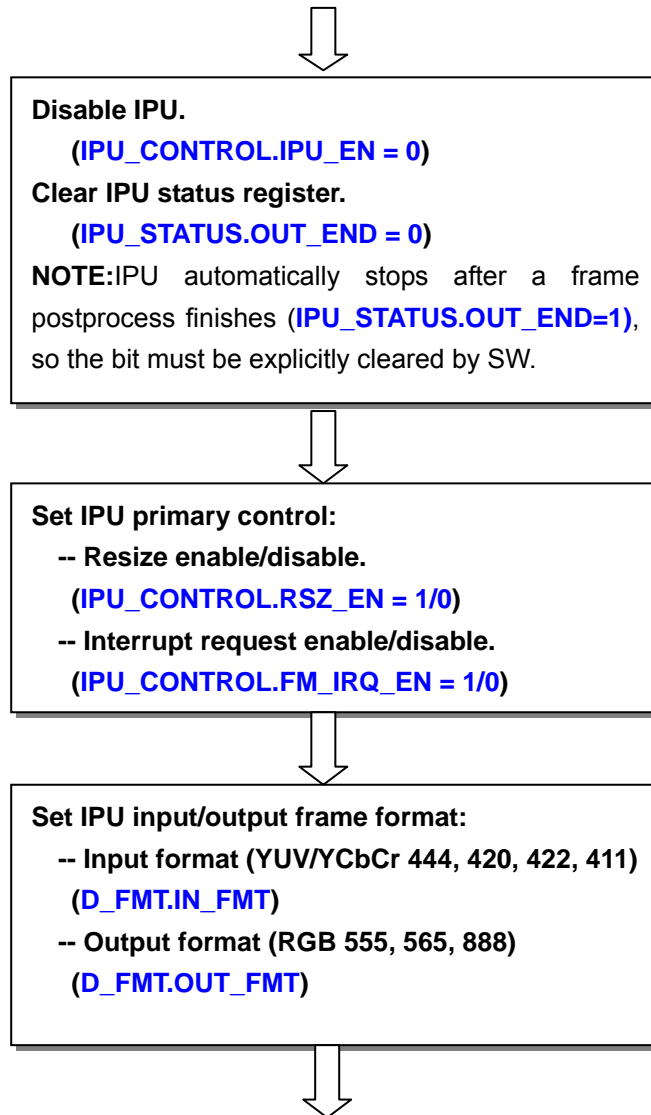 Disable IPU.
(IPU_CONTROL.IPU_EN = 0)
Clear IPU status register.
(IPU_STATUS.OUT_END = 0)
NOTE:IPU automatically stops after a frame
postprocess finishes (IPU_STATUS.OUT_END=1),
so the bit must be explicitly cleared by SW.
Set IPU primary control:
-- Resize enable/disable.
(IPU_CONTROL.RSZ_EN = 1/0)
-- Interrupt request enable/disable.
(IPU_CONTROL.FM_IRQ_EN = 1/0)
Set IPU input/output frame format:
-- Input format (YUV/YCbCr 444, 420, 422, 411)
(D_FMT.IN_FMT)
-- Output format (RGB 555, 565, 888)
(D_FMT.OUT_FMT)